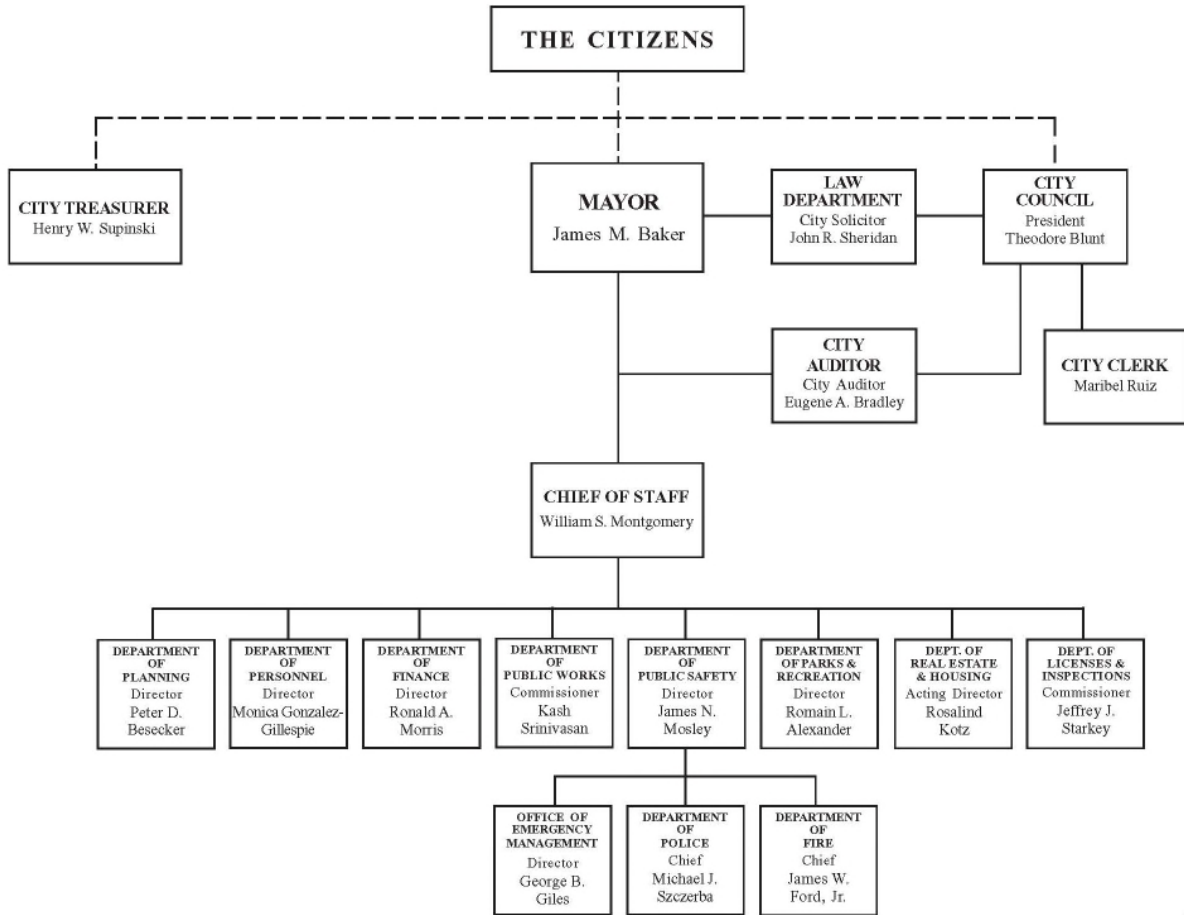 THE CITIZENS
CITY TREASURER
Henry W. Supinski
MAYOR
James M. Baker
LAW
DEPARTMENT
City Solicitor
John R. Sheridan
CITY
COUNCIL
President
Theodore Blunt
CITY
AUDITOR
City Auditor
Eugene A. Bradley
CITY CLERK
Maribel Ruiz
CHIEF OF STAFF
William S. Montgomery
DEPARTMENT
OF
PLANNING
Director
Peter D.
Besecker
DEPARTMENT
OF
PERSONNEL
Director
Monica Gonzalez-
Gillespie
DEPARTMENT
OF
FINANCE
Director
Ronald A.
Morris
DEPARTMENT
OF
PUBLIC WORKS
Commissioner
Kash
Srinivasan
DEPARTMENT
OF
PUBLIC SAFETY
Director
James N.
Mosley
DEPARTMENT
OF PARKS &
RECREATION
Director
Romain L.
Alexander
DEPT. OF
REAL ESTATE
& HOUSING
Acting Director
Rosalind
Kotz
DEPT. OF
LICENSES &
INSPECTIONS
Commissioner
Jeffrey J.
Starkey
OFFICE OF
EMERGENCY
MANAGEMENT
Director
George B.
Giles
DEPARTMENT
OF
POLICE
Chief
Michael J.
Szczerba
DEPARTMENT
OF
FIRE
Chief
James W.
Ford, Jr.